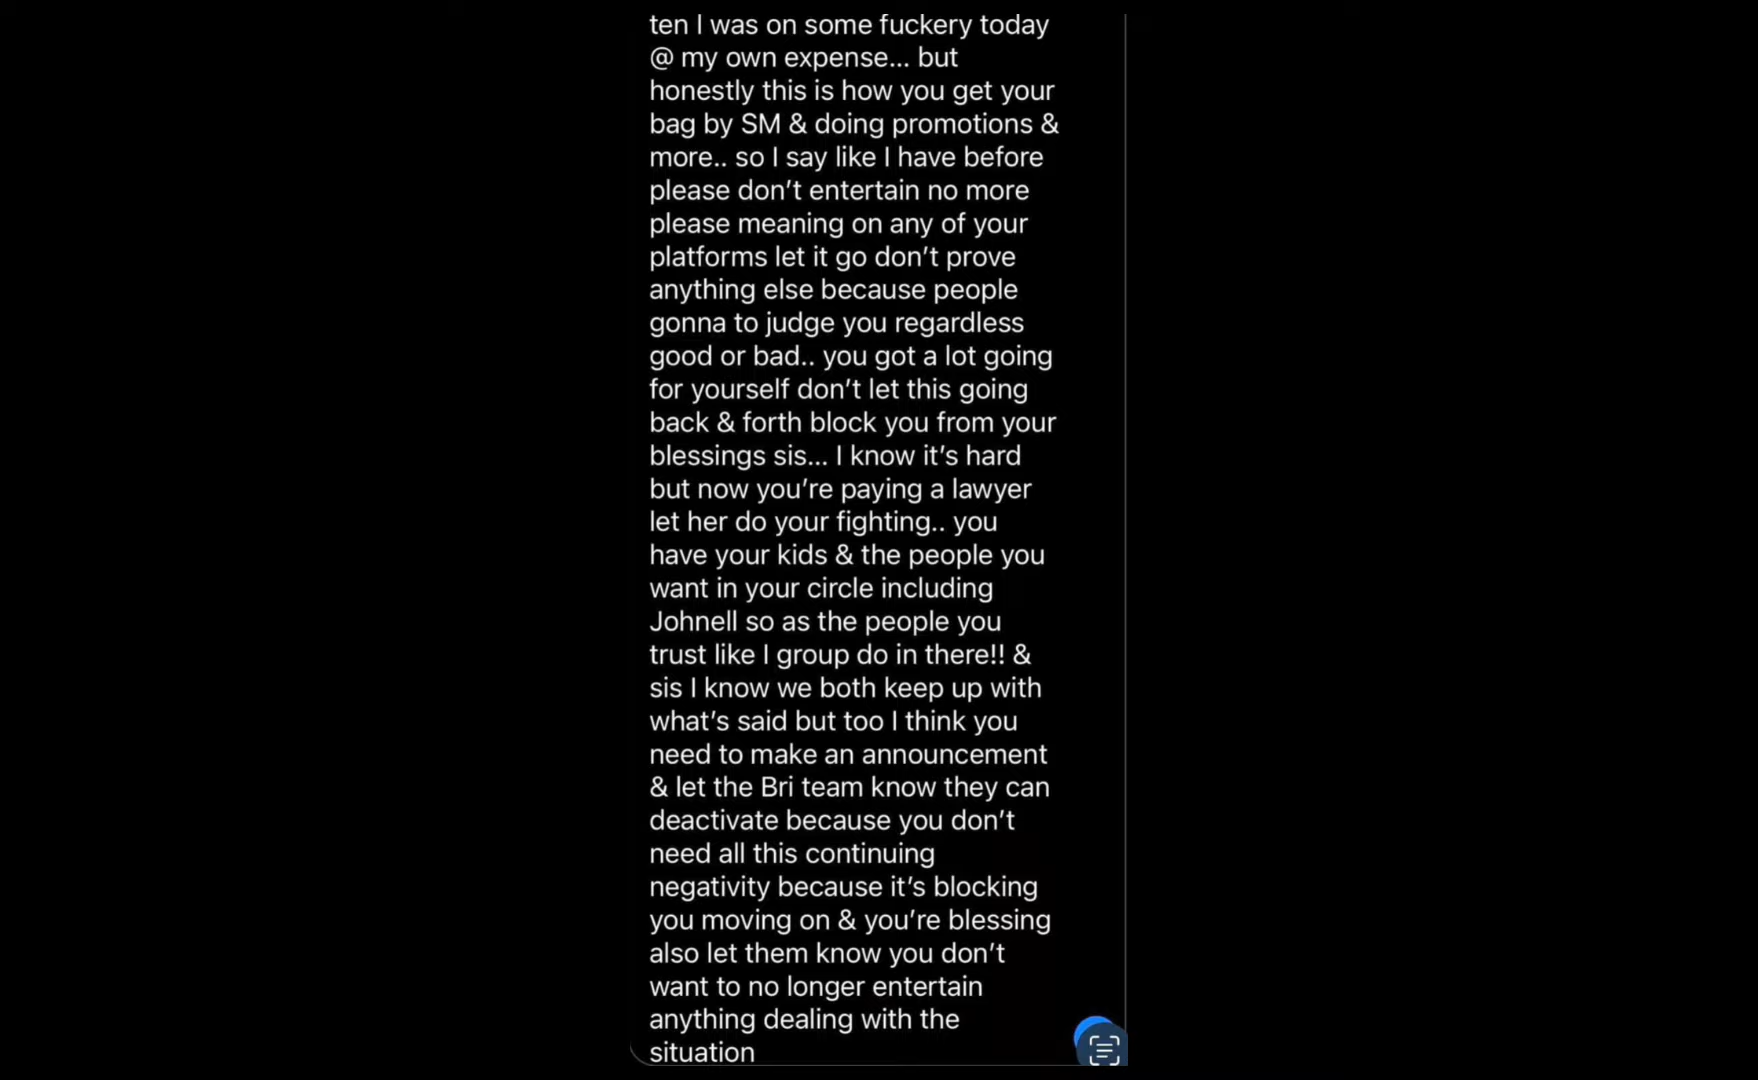 ten I was on some fuckery today
@ my own expense... but
honestly this is how you get your
bag by SM & doing promotions &
more.. so I say like I have before
please don’t entertain no more
please meaning on any of your
platforms let it go don’t prove
anything else because people
gonna to judge you regardless
good or bad.. you got a lot going
for yourself don’t let this going
back & forth block you from your
blessings sis... I know it’s hard
but now you’re paying a lawyer
let her do your fighting.. you
have your kids & the people you
want in your circle including
Johnell so as the people you
trust like I group do in there!! &
sis I know we both keep up with
what’s said but too I think you
need to make an announcement
& let the Bri team know they can
deactivate because you don’t
need all this continuing
negativity because it’s blocking
you moving on & you’re blessing
also let them know you don’t
want to no longer entertain
anything dealing with the
situation